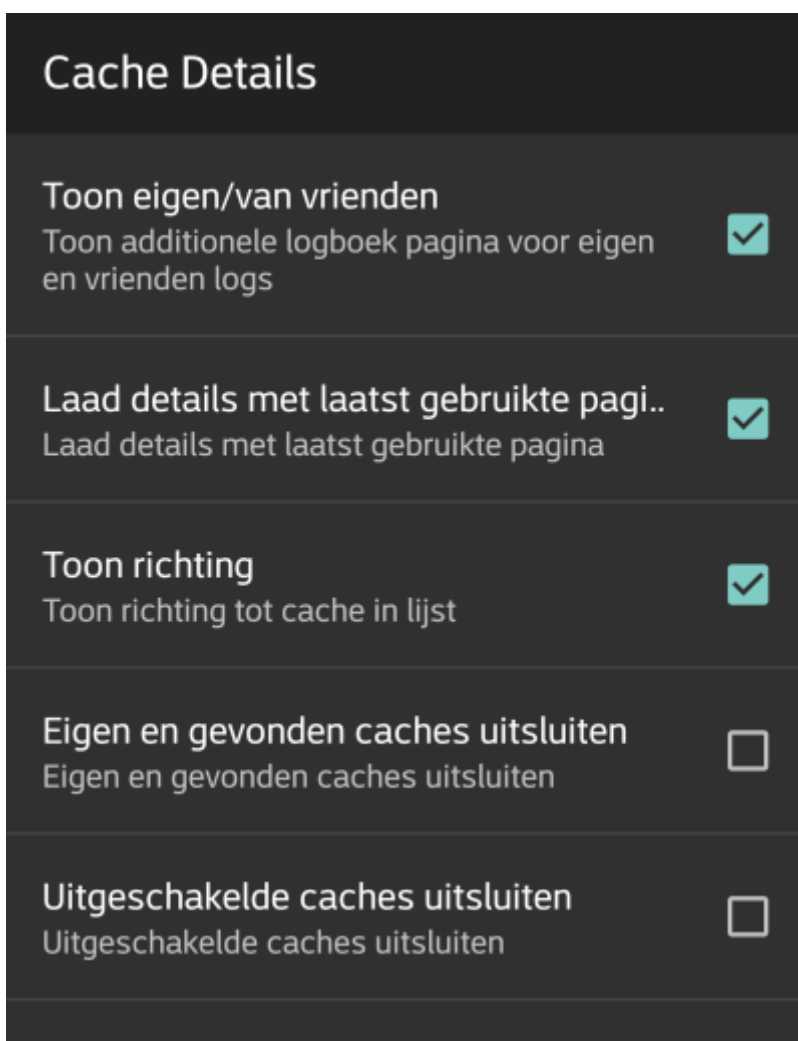 Cache Details
Toon eigen/van vrienden
Toon additionele logboek pagina voor eigen
en vrienden logs
Laad details met laatst gebruikte pagi..
Laad details met laatst gebruikte pagina
Toon richting
Toon richting tot cache in lijst
Eigen en gevonden caches uitsluiten
Eigen en gevonden caches uitsluiten
Uitgeschakelde caches uitsluiten
Uitgeschakelde caches uitsluiten